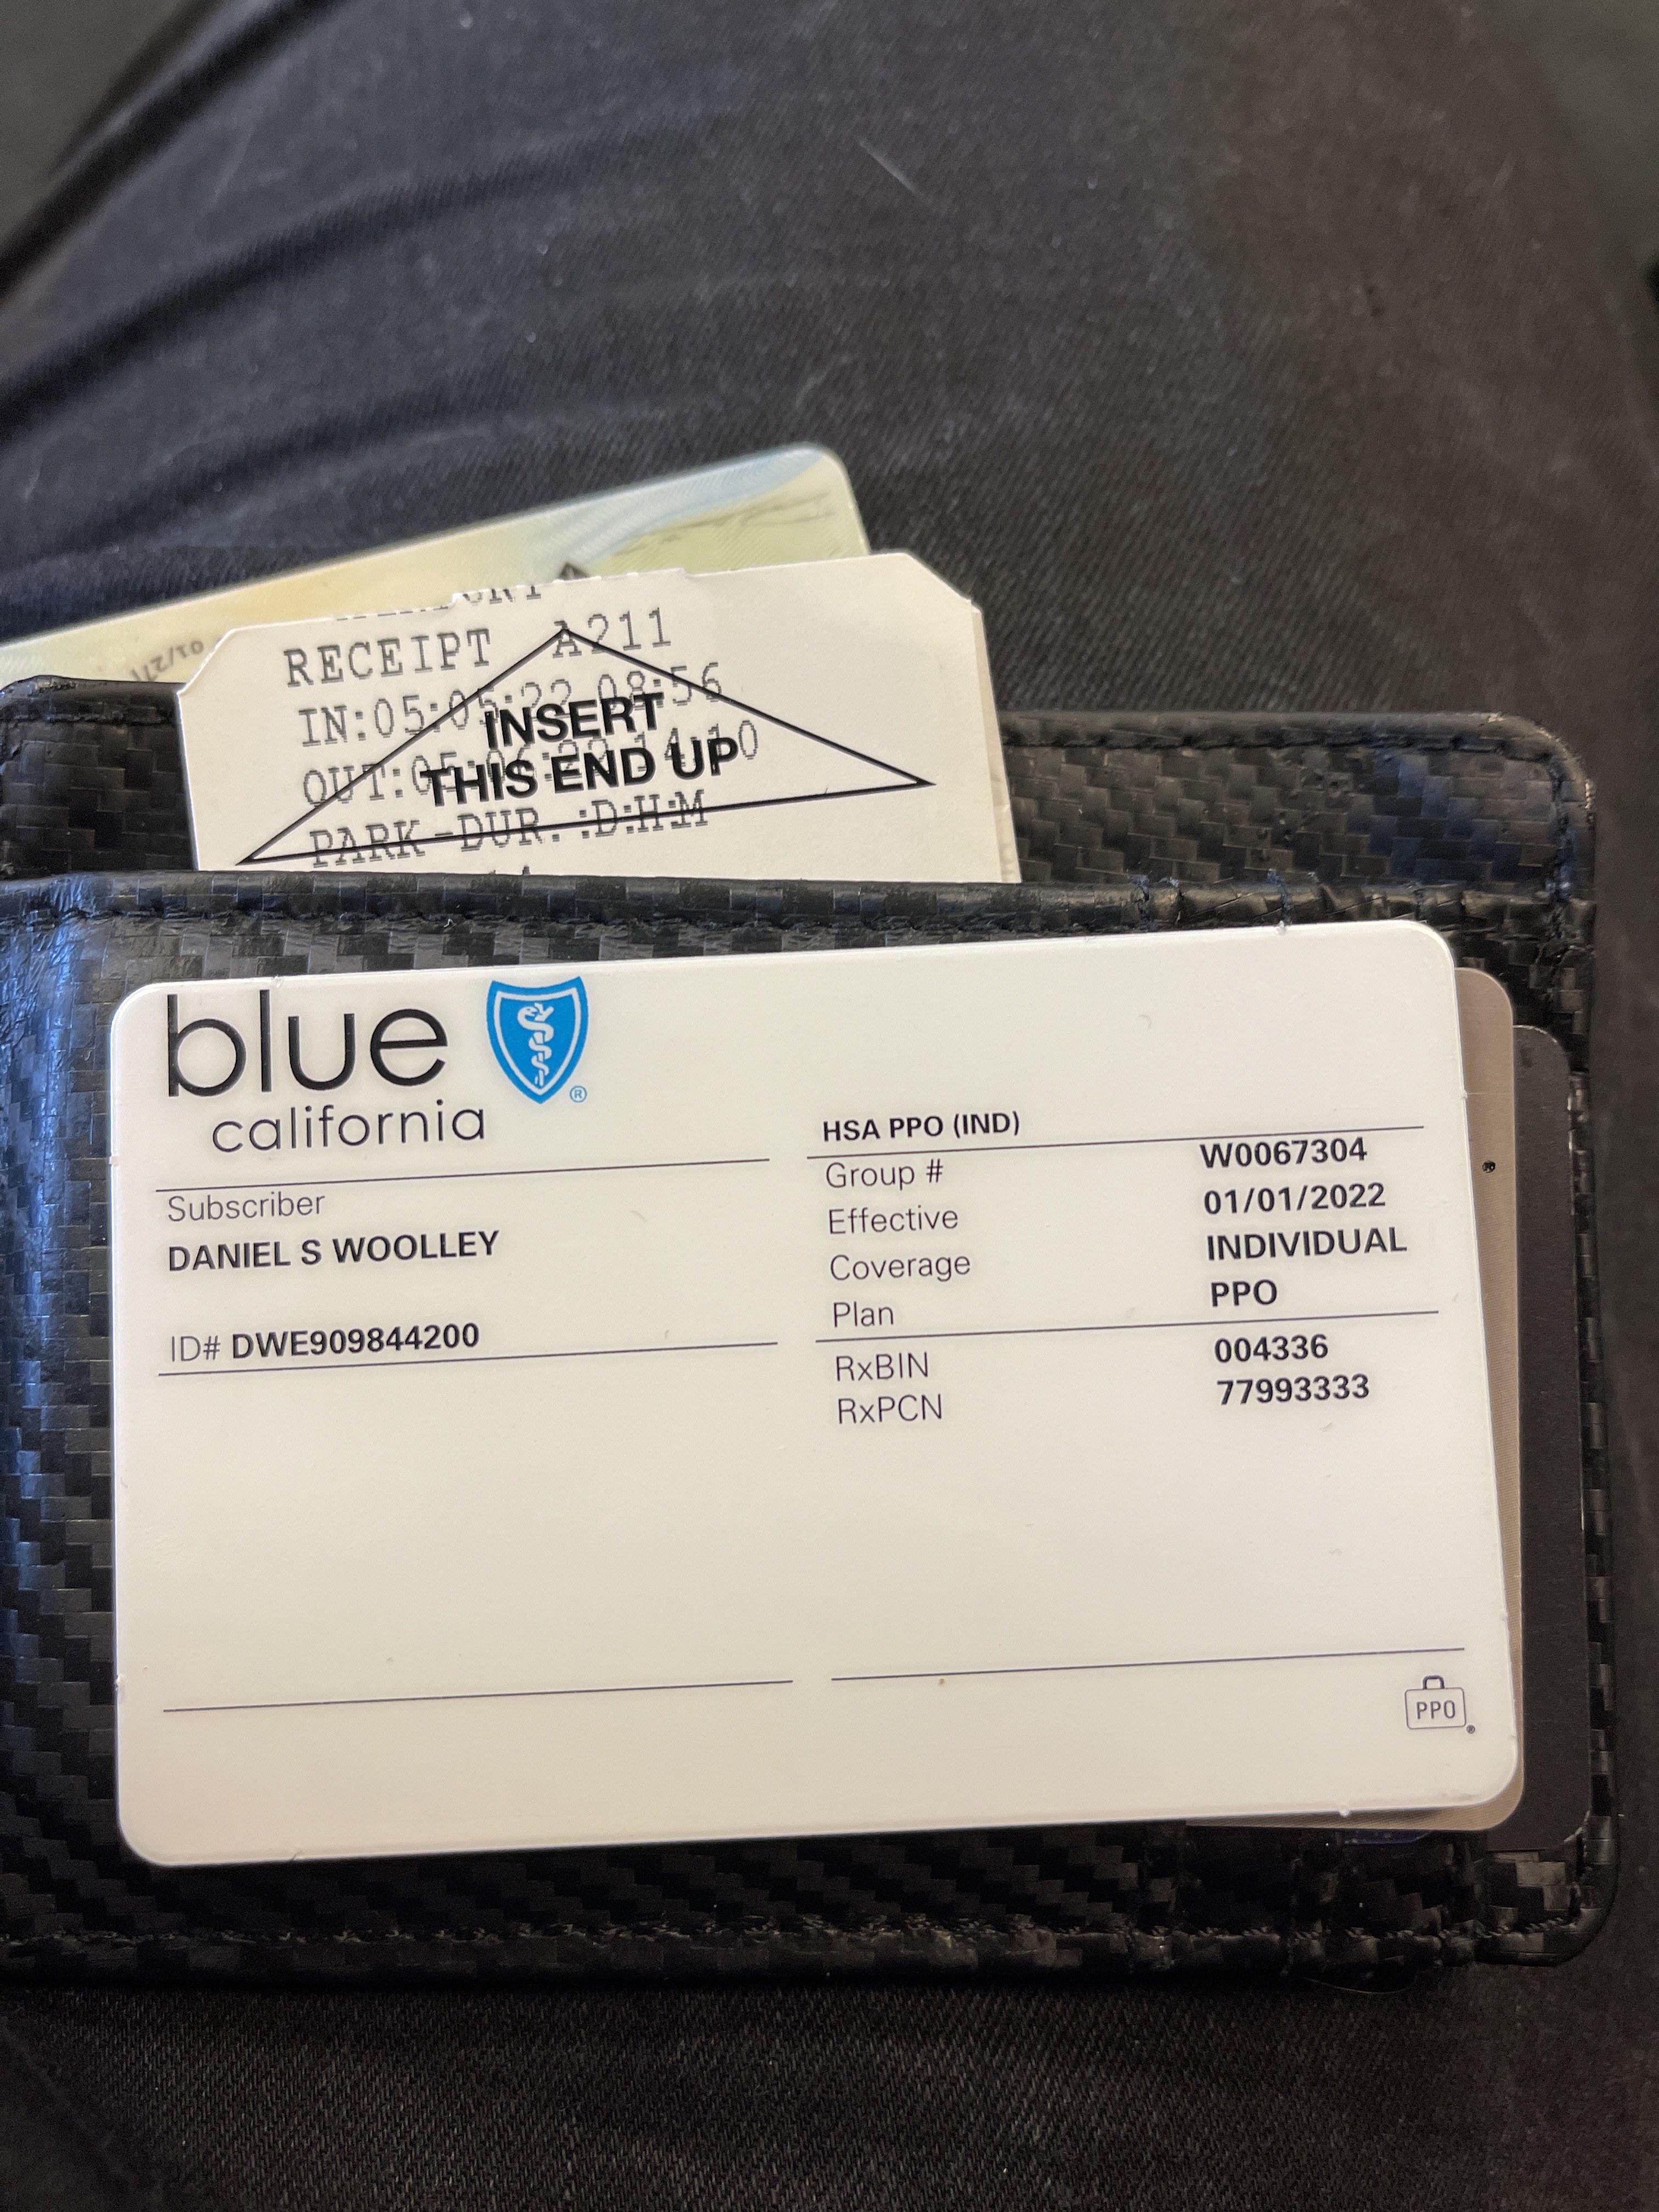 RECEIPT A211
IN:05:05:22 08:56
INSERT
OUT:05:06:22 14:10
THIS END UP
PARK-DUR.:D:H:M
blue
california
®
Subscriber
DANIEL S WOOLLEY
ID# DWE909844200
HSA PPO (IND)
Group # W0067304
Effective 01/01/2022
Coverage INDIVIDUAL
Plan PPO
RxBIN 004336
RxPCN 77993333
PPO
®